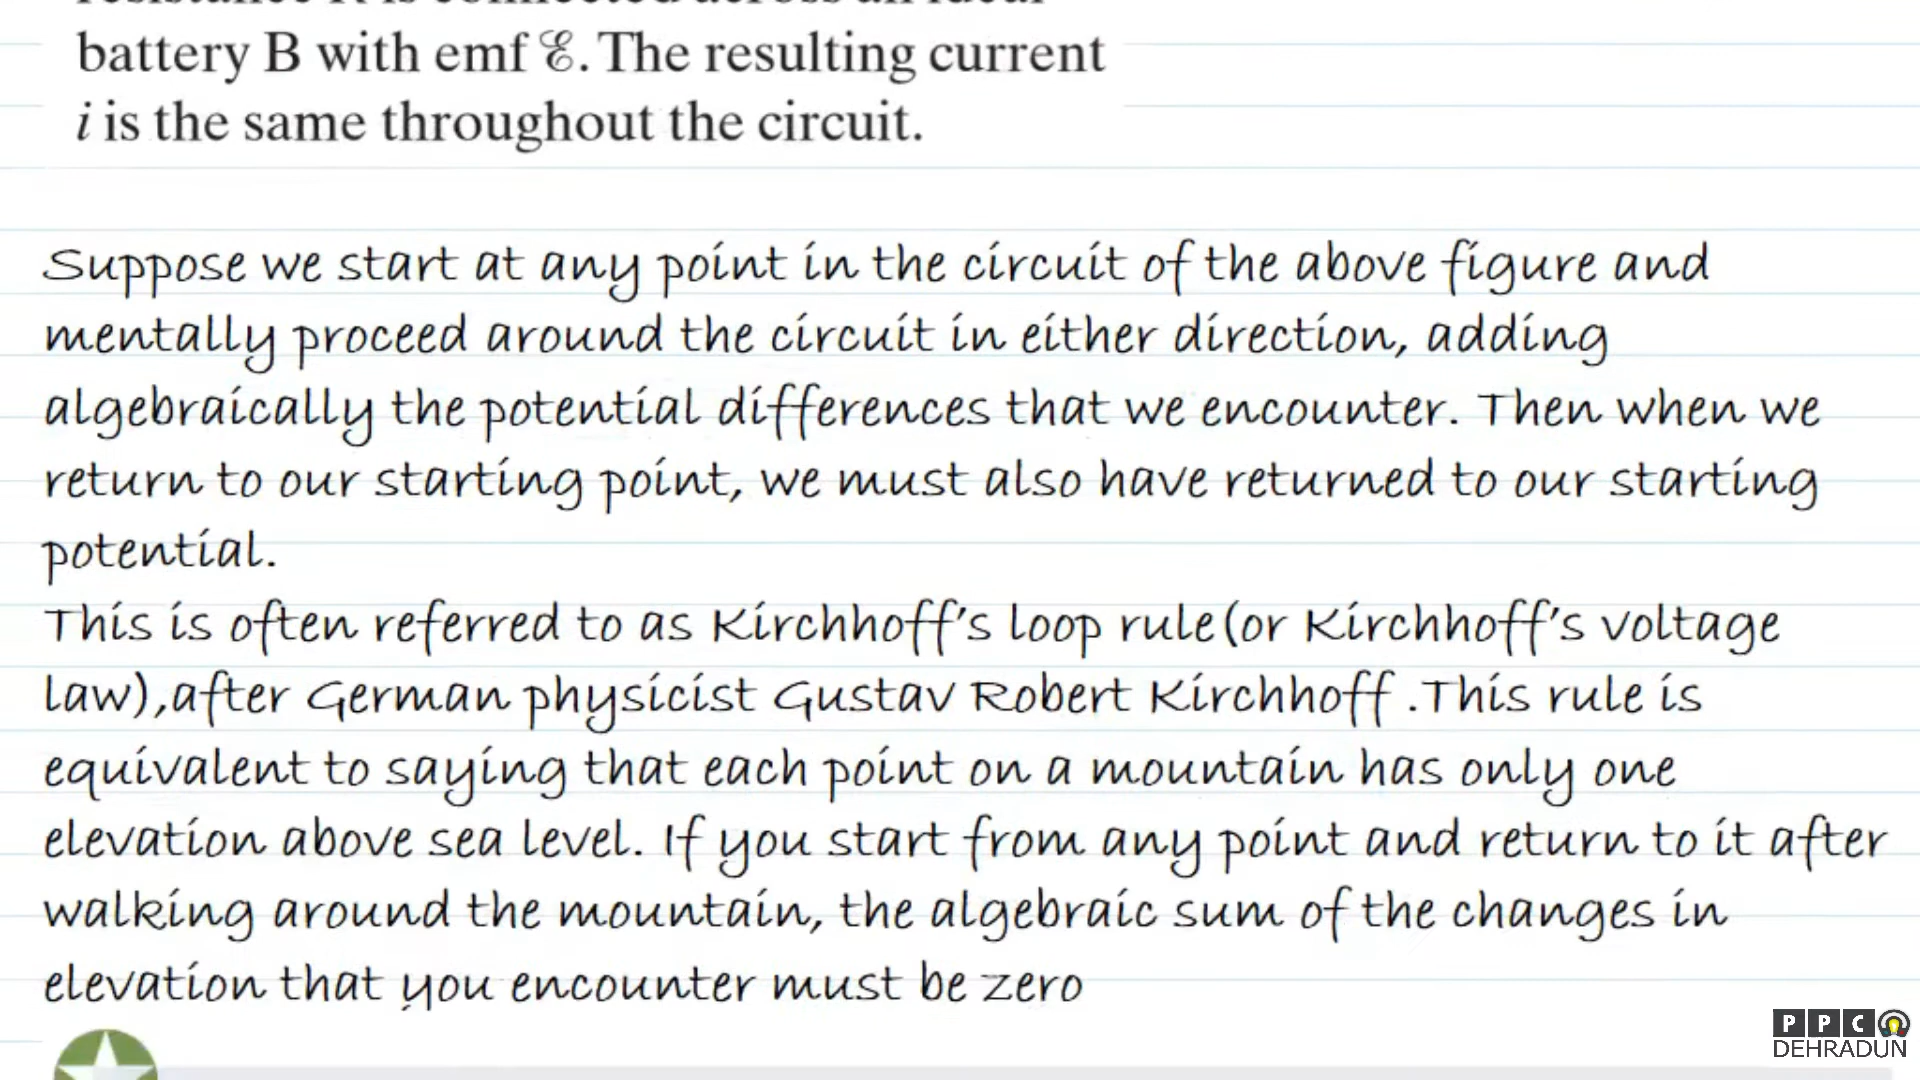 resistance R is connected across an ideal
battery B with emf ℰ. The resulting current
i is the same throughout the circuit.
Suppose we start at any point in the circuit of the above figure and
mentally proceed around the circuit in either direction, adding
algebraically the potential differences that we encounter. Then when we
return to our starting point, we must also have returned to our starting
potential.
This is often referred to as Kirchhoff's loop rule(or Kirchhoff's voltage
law),after German physicist Gustav Robert Kirchhoff .This rule is
equivalent to saying that each point on a mountain has only one
elevation above sea level. If you start from any point and return to it after
walking around the mountain, the algebraic sum of the changes in
elevation that you encounter must be zero
PPC
DEHRADUN